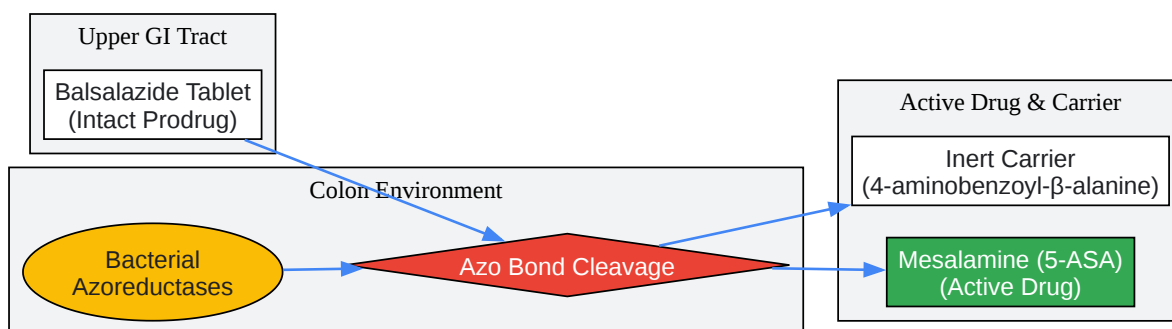 Upper GI Tract
Balsalazide Tablet
(Intact Prodrug)
Colon Environment
Bacterial
Azoreductases
Azo Bond Cleavage
Active Drug & Carrier
Inert Carrier
(4-aminobenzoyl-β-alanine)
Mesalamine (5-ASA)
(Active Drug)